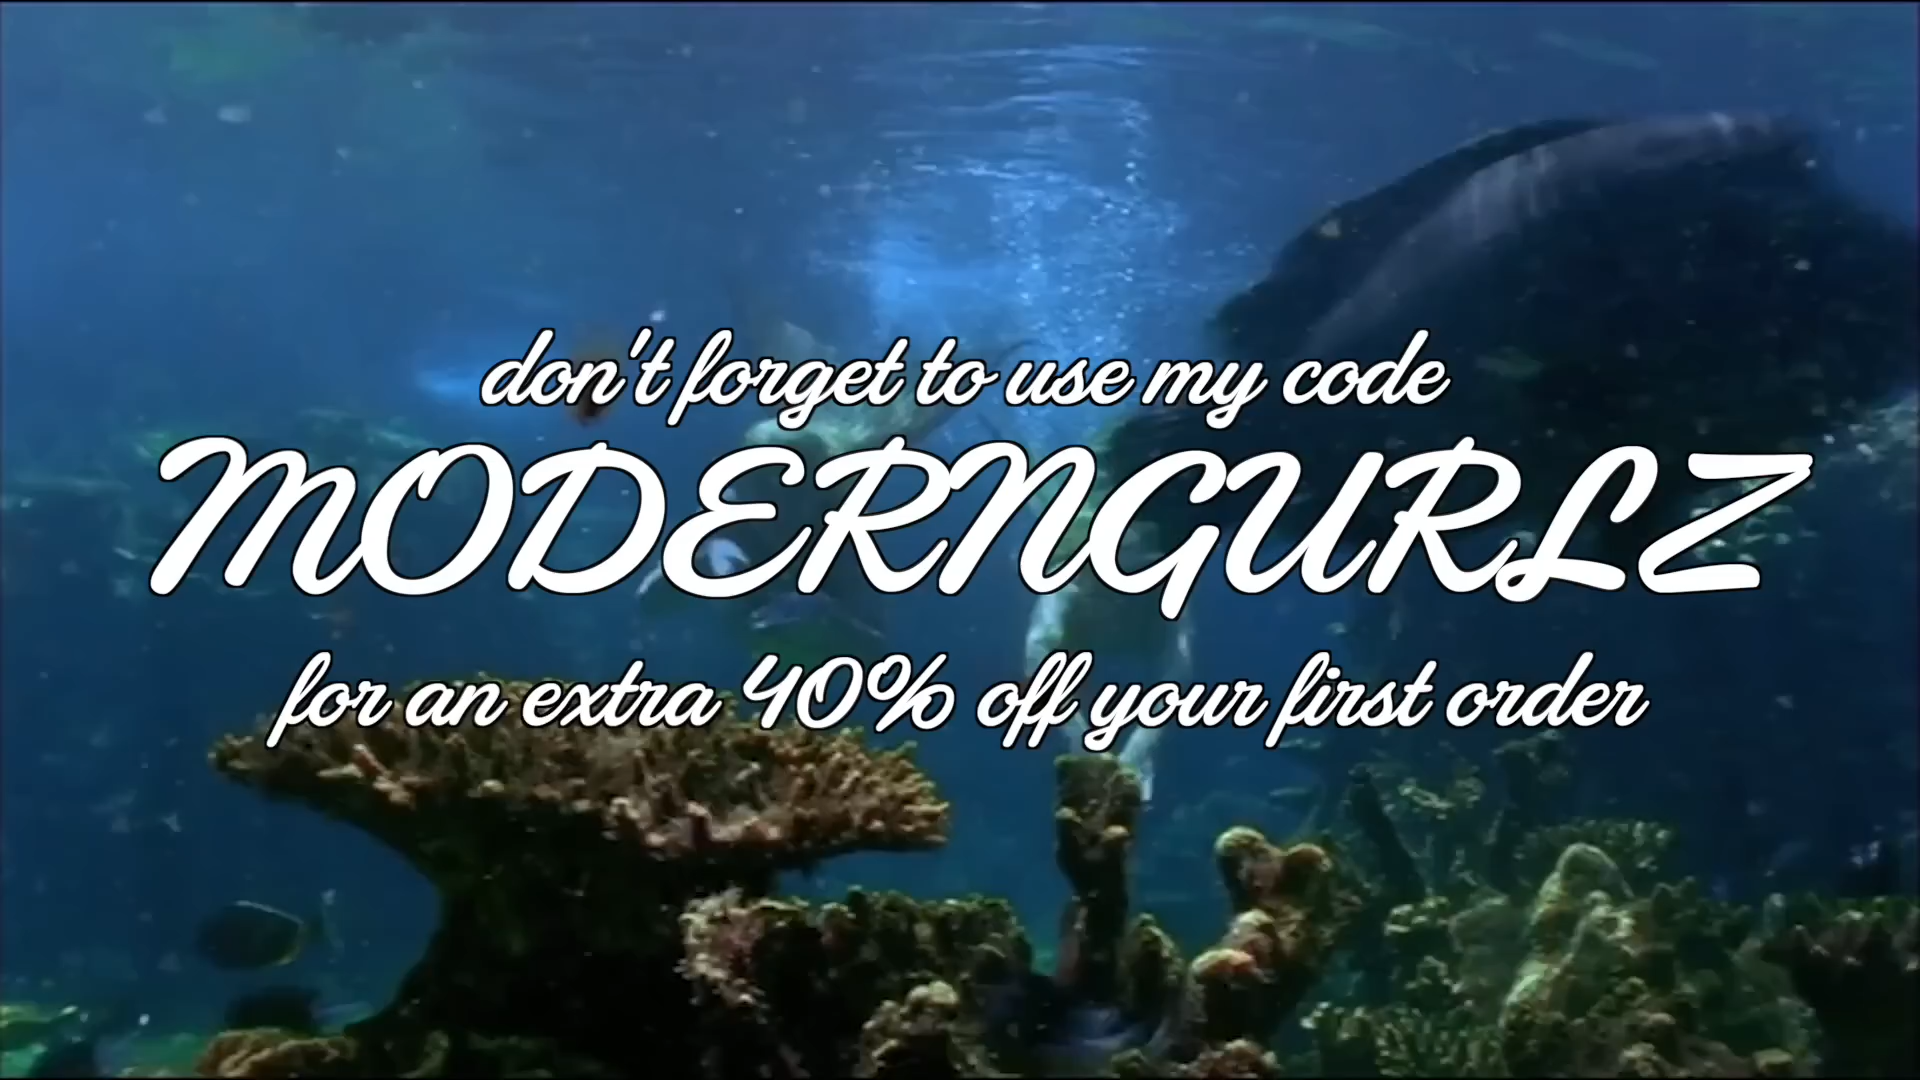 don't forget to use my code
MODERNGURLZ
for an extra 40% off your first order